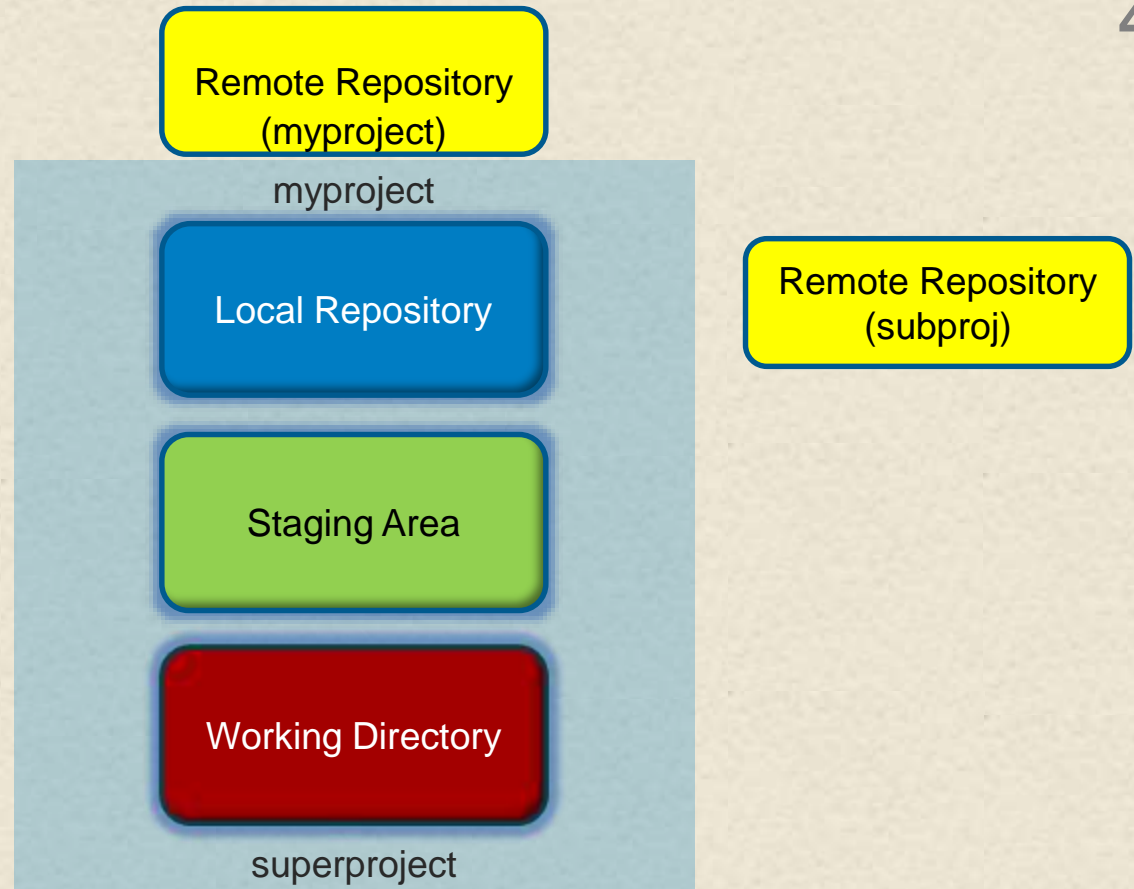 Remote Repository
(myproject)
myproject
Local Repository
Remote Repository
(subproj)
Staging Area
Working Directory
superproject